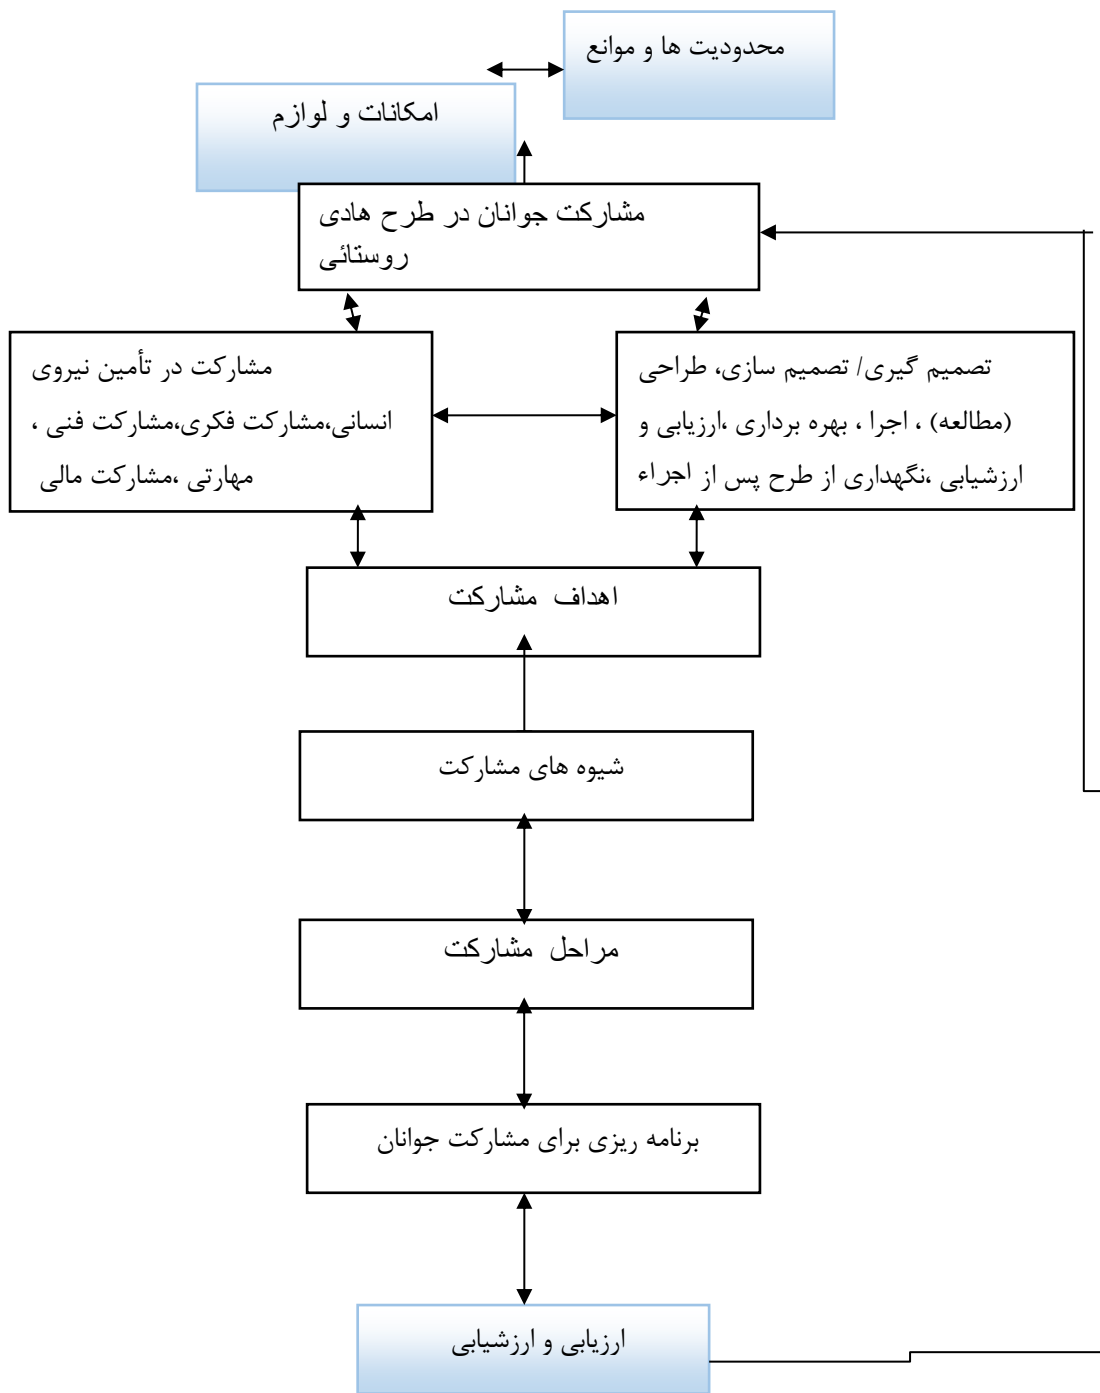 محدودیت ها و موانع
امکانات و لوازم
مشارکت جوانان در طرح هادی
روستائی
تصمیم گیری/ تصمیم سازی، طراحی
(مطالعه) ، اجرا ، بهره برداری ،ارزیابی و
ارزشیابی ،نگهداری از طرح پس از اجراء
مشارکت در تأمین نیروی
انسانی،مشارکت فکری،مشارکت فنی ،
مهارتی ،مشارکت مالی
اهداف مشارکت
شیوه های مشارکت
مراحل مشارکت
برنامه ریزی برای مشارکت جوانان
ارزیابی و ارزشیابی